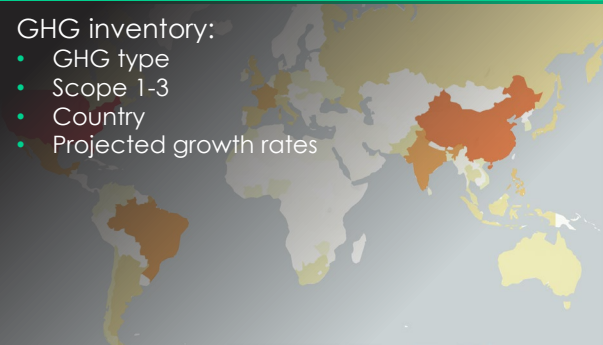 GHG inventory:
• GHG type
• Scope 1-3
• Country
• Projected growth rates